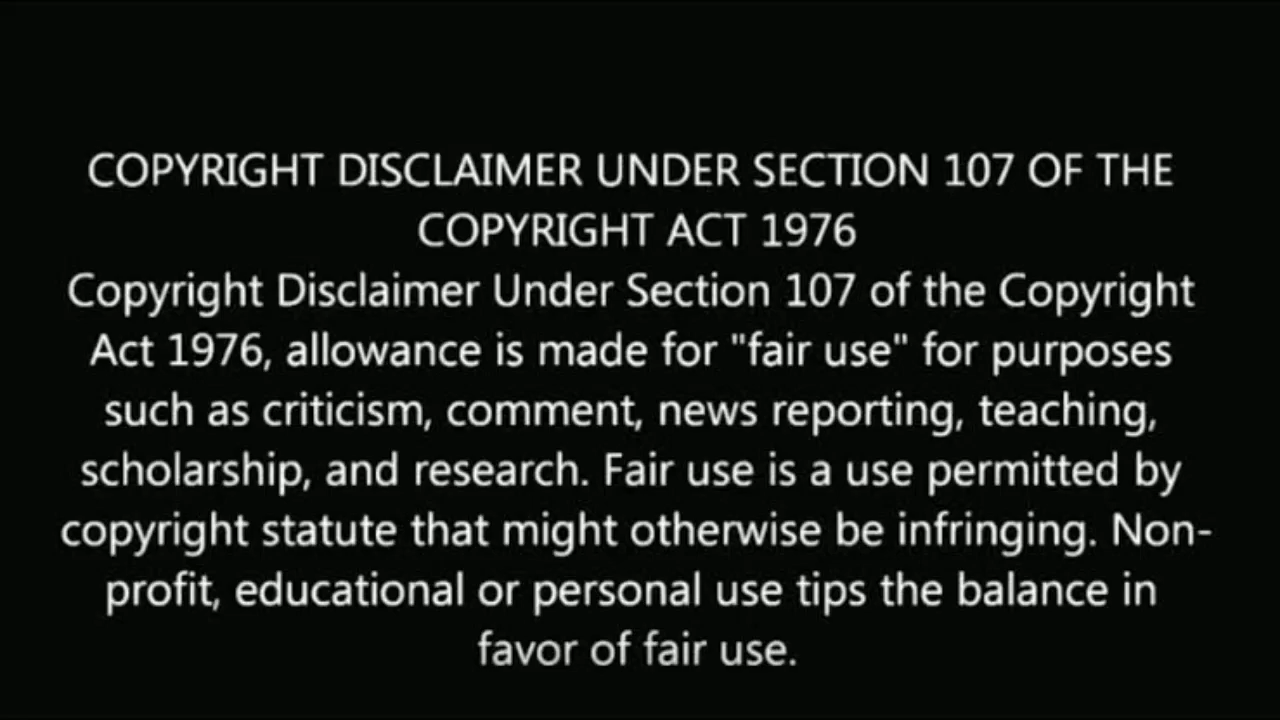 COPYRIGHT DISCLAIMER UNDER SECTION 107 OF THE
COPYRIGHT ACT 1976
Copyright Disclaimer Under Section 107 of the Copyright
Act 1976, allowance is made for "fair use" for purposes
such as criticism, comment, news reporting, teaching,
scholarship, and research. Fair use is a use permitted by
copyright statute that might otherwise be infringing. Non-
profit, educational or personal use tips the balance in
favor of fair use.